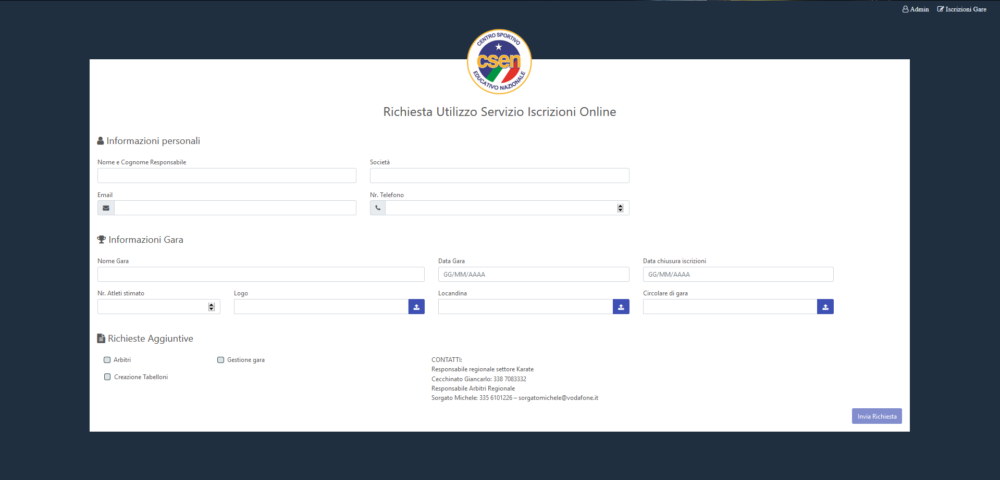 Admin Iscrizioni Gare
CENTRO SPORTIVO
csen
EDUCATIVO NAZIONALE
Richiesta Utilizzo Servizio Iscrizioni Online
Informazioni personali
Nome e Cognome Responsabile Società
Email Nr. Telefono
Informazioni Gara
Nome Gara Data Gara Data chiusura iscrizioni
GG/MM/AAAA GG/MM/AAAA
Nr. Atleti stimato Logo Locandina Circolare di gara
Richieste Aggiuntive
Arbitri Gestione gara
Creazione Tabelloni
CONTATTI:
Responsabile regionale settore Karate
Cecchinato Giancarlo: 338 7083332
Responsabile Arbitri Regionale
Sorgato Michele: 335 6101226 – sorgatomichele@vodafone.it
Invia Richiesta